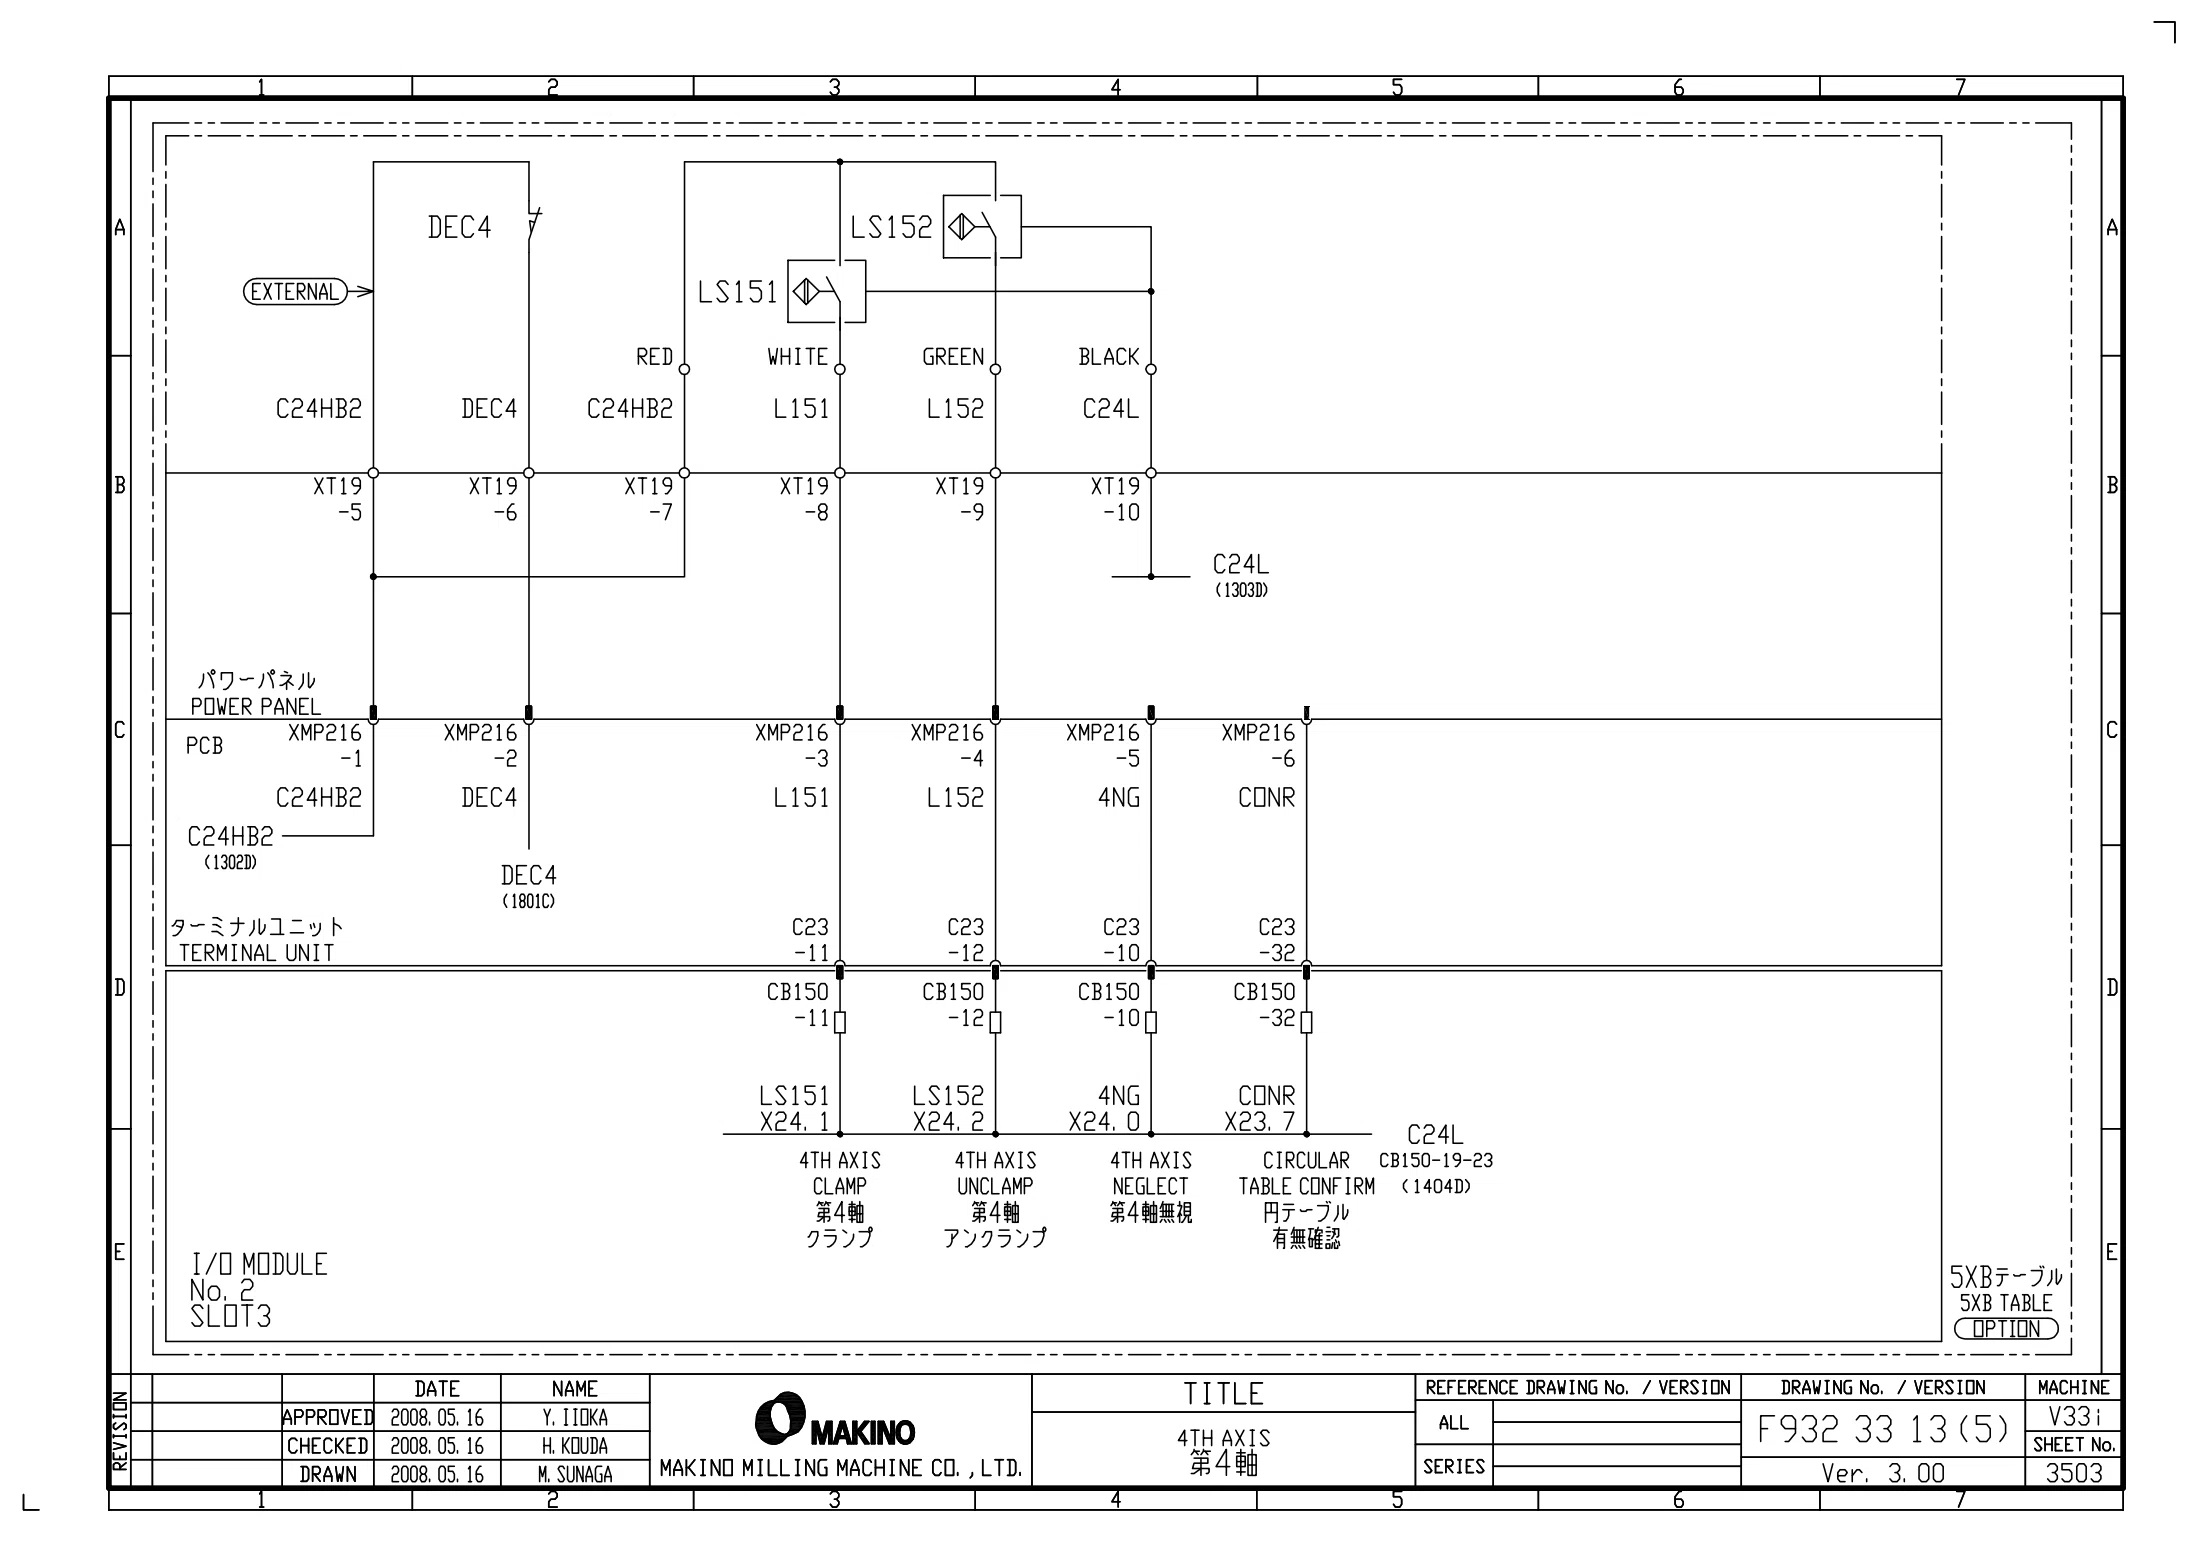 1 2 3 4 5 6 7
A A
DEC4
LS152
EXTERNAL
LS151
RED WHITE GREEN BLACK
C24HB2 DEC4 C24HB2 L151 L152 C24L
B B
XT19 XT19 XT19 XT19 XT19 XT19
-5 -6 -7 -8 -9 -10
C24L
(1303D)
パワーパネル
POWER PANEL
C C
PCB
XMP216 XMP216 XMP216 XMP216 XMP216 XMP216
-1 -2 -3 -4 -5 -6
C24HB2 DEC4 L151 L152 4NG CONR
C24HB2
(1302D)
DEC4
(1801C)
ターミナルユニット
TERMINAL UNIT
C23 C23 C23 C23
-11 -12 -10 -32
D D
CB150 CB150 CB150 CB150
-11 -12 -10 -32
LS151 LS152 4NG CONR
X24.1 X24.2 X24.0 X23.7
C24L
CB150-19-23
(1404D)
4TH AXIS
CLAMP
第4軸
クランプ
4TH AXIS
UNCLAMP
第4軸
アンクランプ
4TH AXIS
NEGLECT
第4軸無視
CIRCULAR
TABLE CONFIRM
円テーブル
有無確認
E E
I/O MODULE
No. 2
SLOT3
5XBテーブル
5XB TABLE
OPTION
REVISION
DATE NAME
APPROVED 2008.05.16 Y. IIOKA
CHECKED 2008.05.16 H. KOUDA
DRAWN 2008.05.16 M. SUNAGA
MAKINO
MAKINO MILLING MACHINE CO.,LTD.
TITLE
4TH AXIS
第4軸
REFERENCE DRAWING No. / VERSION
ALL
SERIES
DRAWING No. / VERSION
F932 33 13(5)
Ver. 3.00
MACHINE
V33i
SHEET No.
3503
1 2 3 4 5 6 7